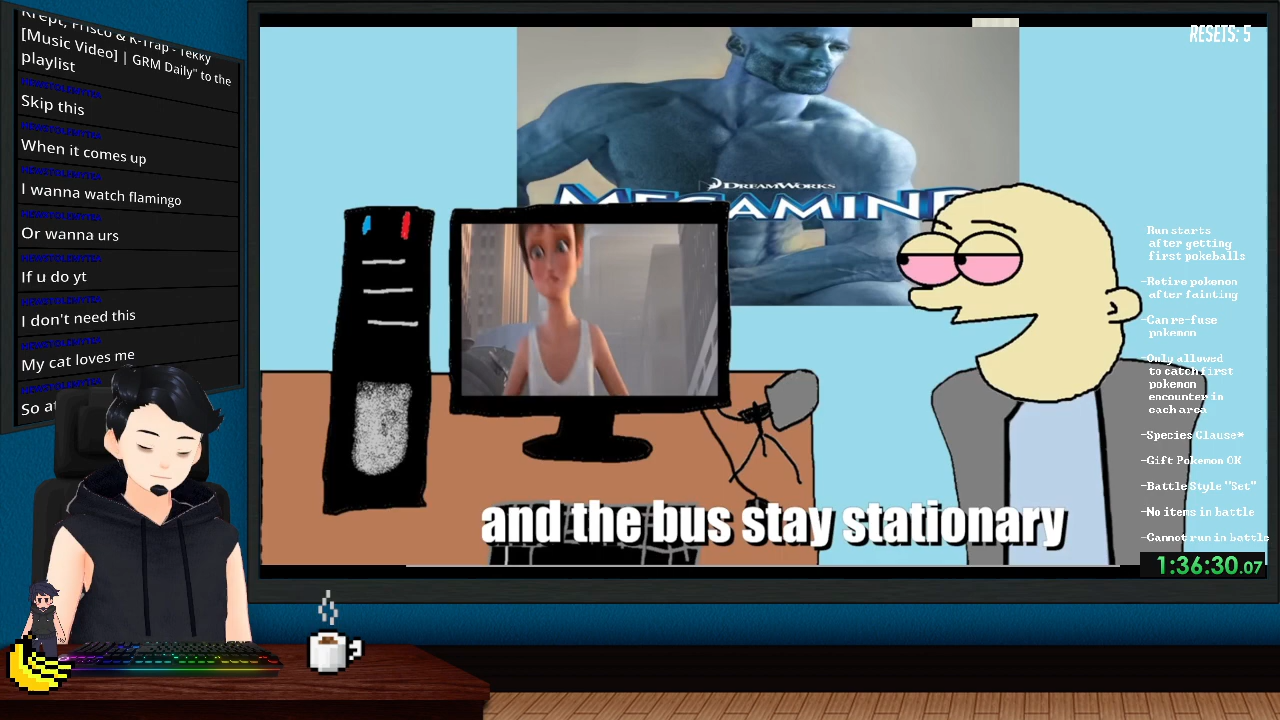 Krept, Frisco & K-Trap - Tekky
[Music Video] | GRM Daily" to the
playlist
Skip this
When it comes up
I wanna watch flamingo
Or wanna urs
If u do yt
I don't need this
My cat loves me
So
DREAMWORKS
MEGAMIND
and the bus stay stationary
RESETS: 5
Run starts
after getting
first pokeballs
-Retire pokemon
after fainting
-Can re-fuse
pokemon
-Only allowed
to catch first
pokemon
encounter in
each area
-Species Clause*
-Gift Pokemon OK
-Battle Style "Set"
-No items in battle
-Cannot run in battle
1:36:30.07